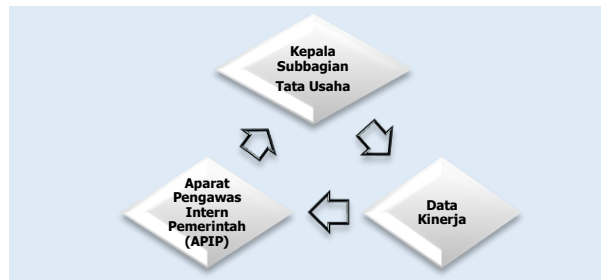 Kepala
Subbagian
Tata Usaha
Aparat
Pengawas
Intern
Pemerintah
(APIP)
Data
Kinerja